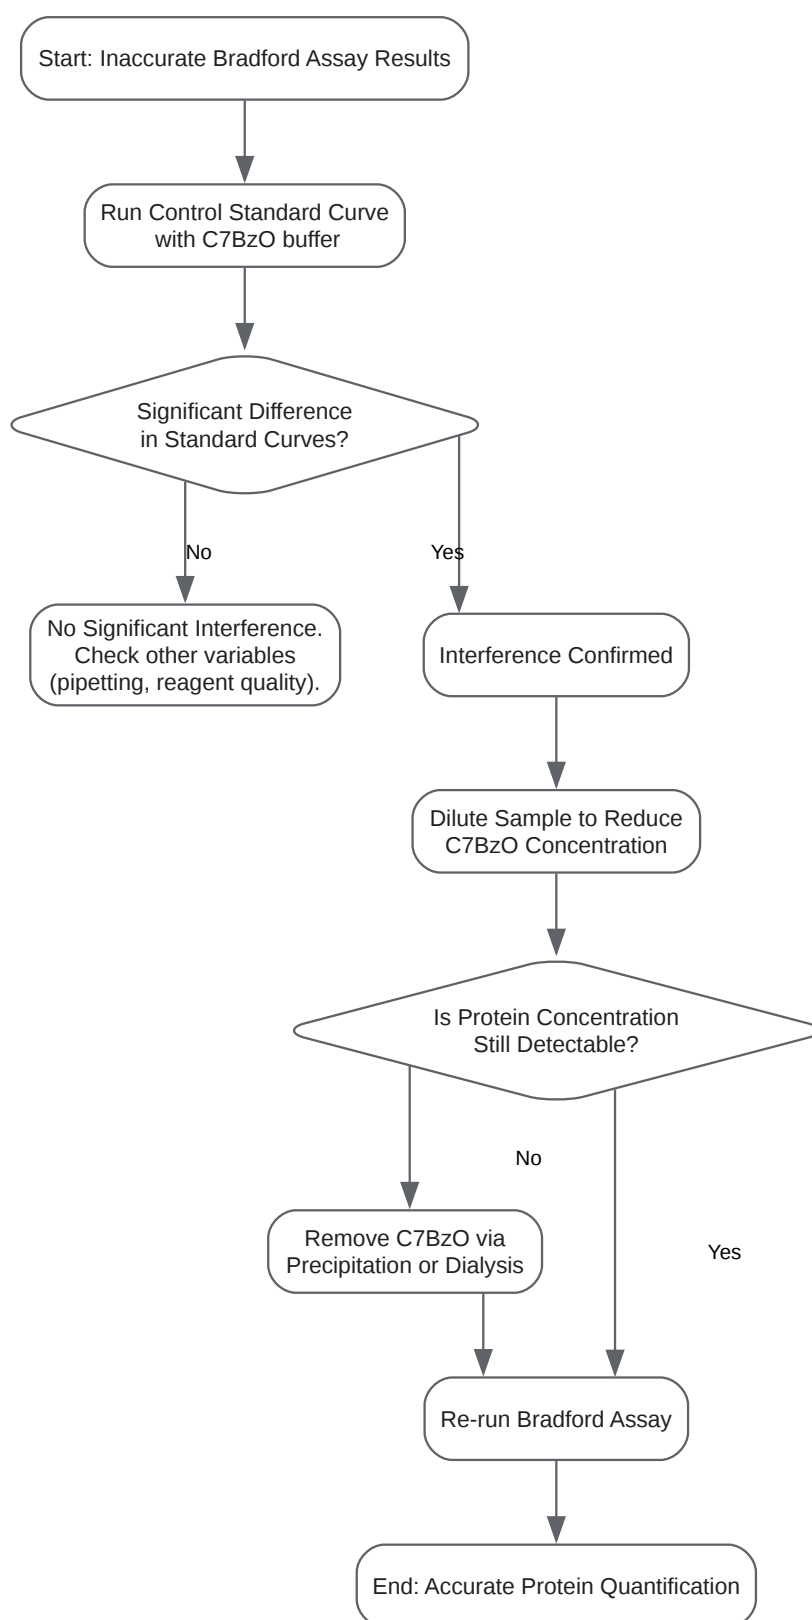 Start: Inaccurate Bradford Assay Results
Run Control Standard Curve
with C7BzO buffer
Significant Difference
in Standard Curves?
No
Yes
No Significant Interference.
Check other variables
(pipetting, reagent quality).
Interference Confirmed
Dilute Sample to Reduce
C7BzO Concentration
Is Protein Concentration
Still Detectable?
No
Remove C7BzO via
Precipitation or Dialysis
Yes
Re-run Bradford Assay
End: Accurate Protein Quantification